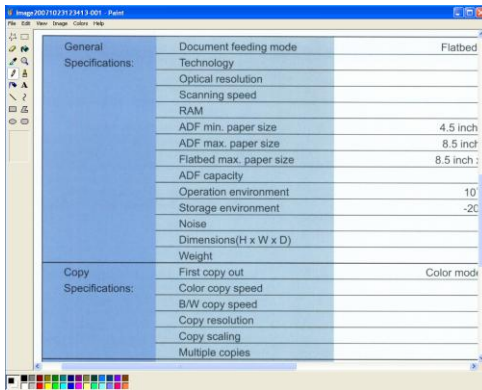 Image20071023123413-001 - Paint
File Edit View Image Colors Help
General Document feeding mode Flatbed
Specifications: Technology
Optical resolution
Scanning speed
RAM
ADF min. paper size 4.5 inch
ADF max. paper size 8.5 inch
Flatbed max. paper size 8.5 inch
ADF capacity
Operation environment 10
Storage environment -20
Noise
Dimensions(H x W x D)
Weight
Copy First copy out Color mode
Specifications: Color copy speed
B/W copy speed
Copy resolution
Copy scaling
Multiple copies